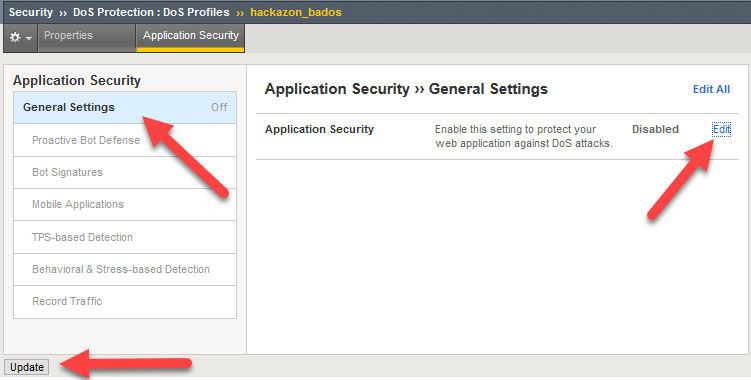 Security ›› DoS Protection : DoS Profiles ›› hackazon_bados
Properties
Application Security
Application Security
General Settings Off
Proactive Bot Defense
Bot Signatures
Mobile Applications
TPS-based Detection
Behavioral & Stress-based Detection
Record Traffic
Application Security ›› General Settings Edit All
Application Security Enable this setting to protect your Disabled Edit
web application against DoS attacks.
Update